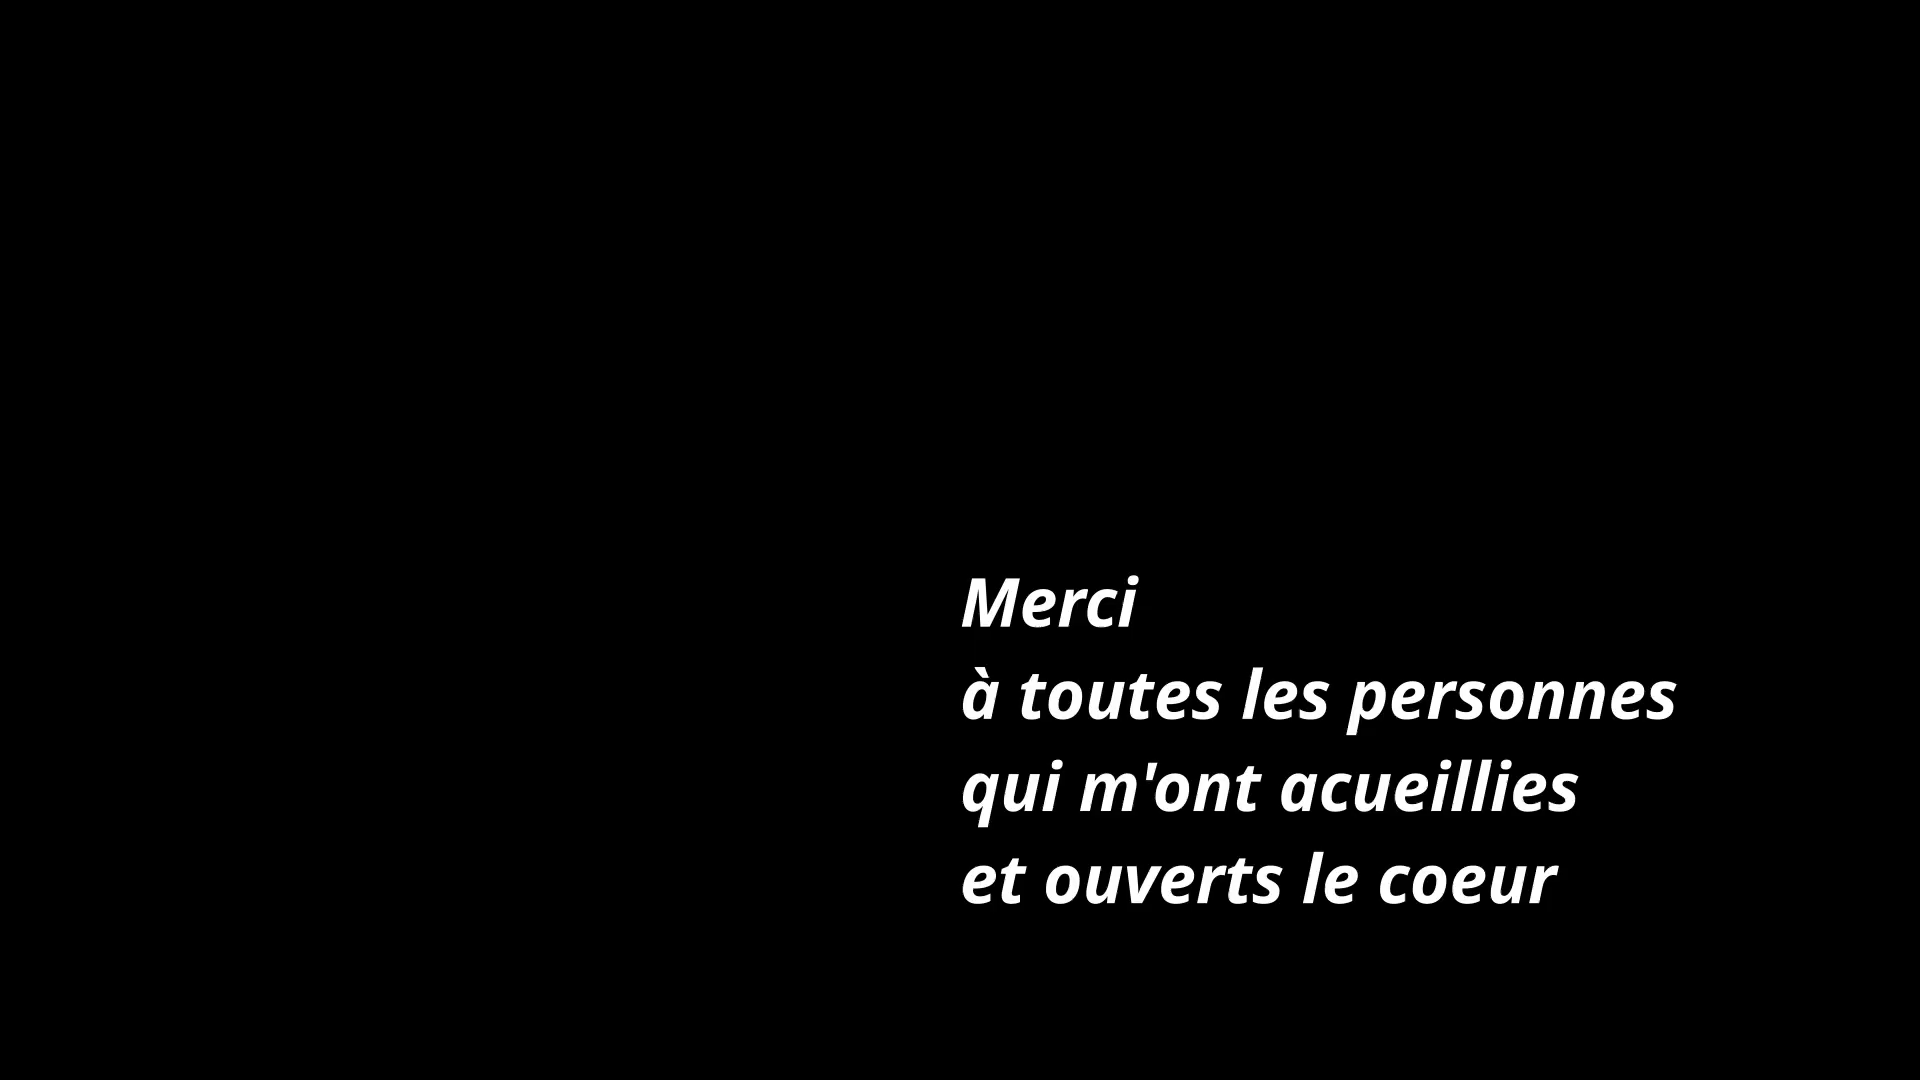 Merci
à toutes les personnes
qui m'ont acueillies
et ouverts le coeur